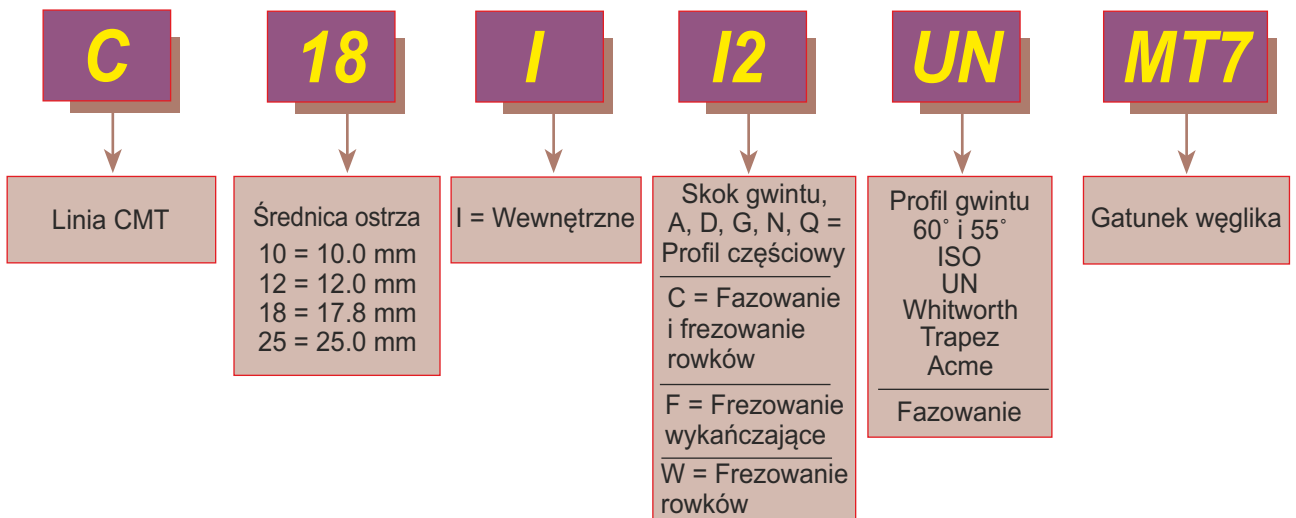 C
18
I
I2
UN
MT7
Linia CMT
Średnica ostrza
10 = 10.0 mm
12 = 12.0 mm
18 = 17.8 mm
25 = 25.0 mm
I = Wewnętrzne
Skok gwintu,
A, D, G, N, Q =
Profil częściowy
C = Fazowanie
i frezowanie
rowków
F = Frezowanie
wykańczające
W = Frezowanie
rowków
Profil gwintu
60° i 55°
ISO
UN
Whitworth
Trapez
Acme
Fazowanie
Gatunek węglika